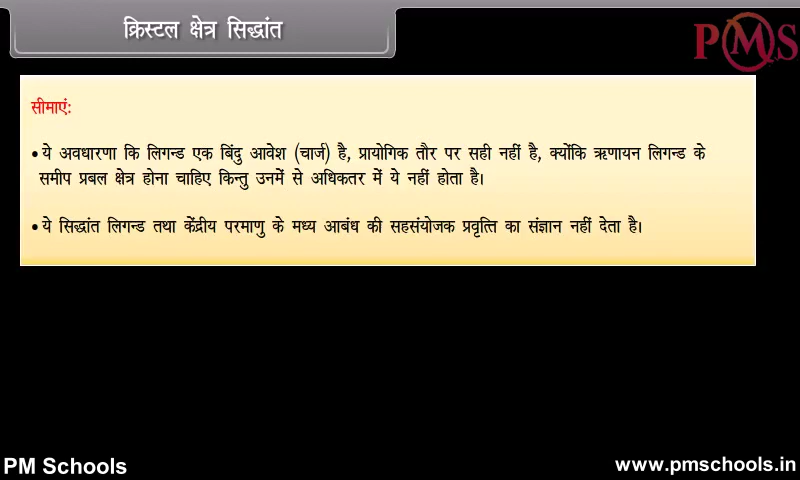 क्रिस्टल क्षेत्र सिद्धांत
PMS
सीमाएं:
• ये अवधारणा कि लिगन्ड एक बिंदु आवेश (चार्ज) है, प्रायोगिक तौर पर सही नहीं है, क्योंकि ऋणायन लिगन्ड के
समीप प्रबल क्षेत्र होना चाहिए किन्तु उनमें से अधिकतर में ये नहीं होता है।
• ये सिद्धांत लिगन्ड तथा केंद्रीय परमाणु के मध्य आबंध की सहसंयोजक प्रवृत्ति का संज्ञान नहीं देता है।
PM Schools
www.pmschools.in